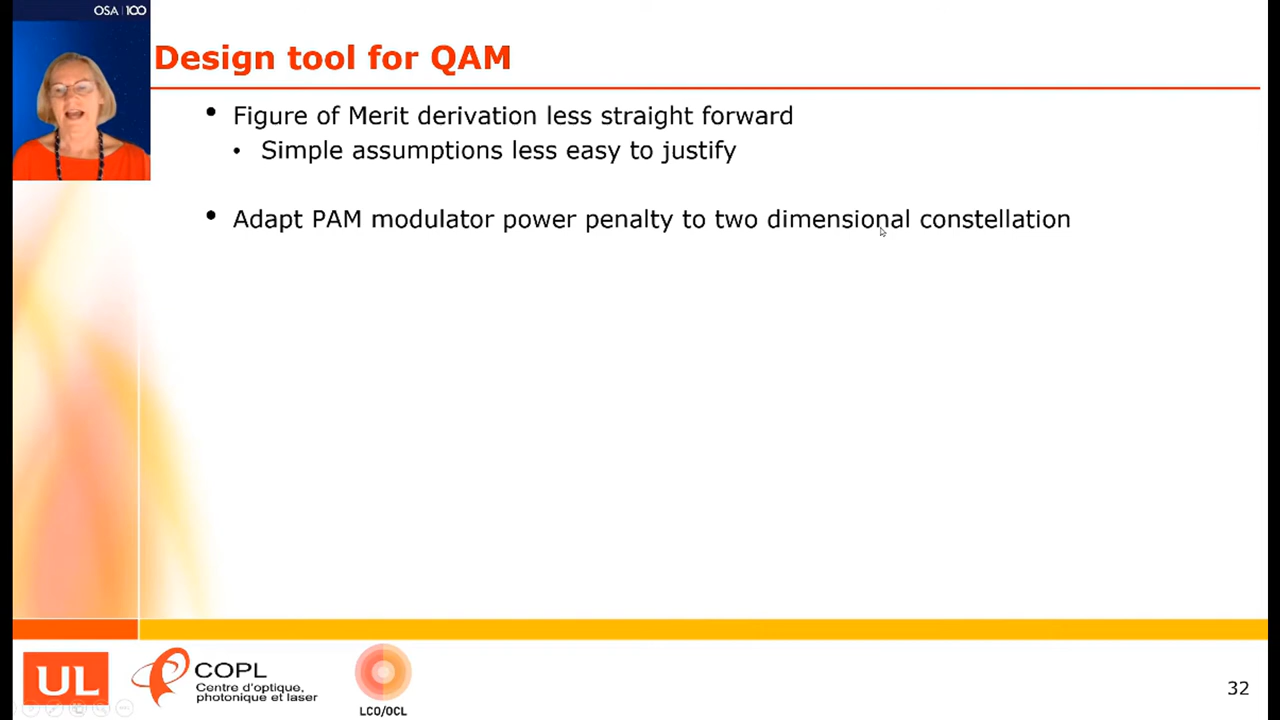 OSA 100
Design tool for QAM
• Figure of Merit derivation less straight forward
• Simple assumptions less easy to justify
• Adapt PAM modulator power penalty to two dimensional constellation
UL
COPL
Centre d'optique,
photonique et laser
LCO/OCL
32